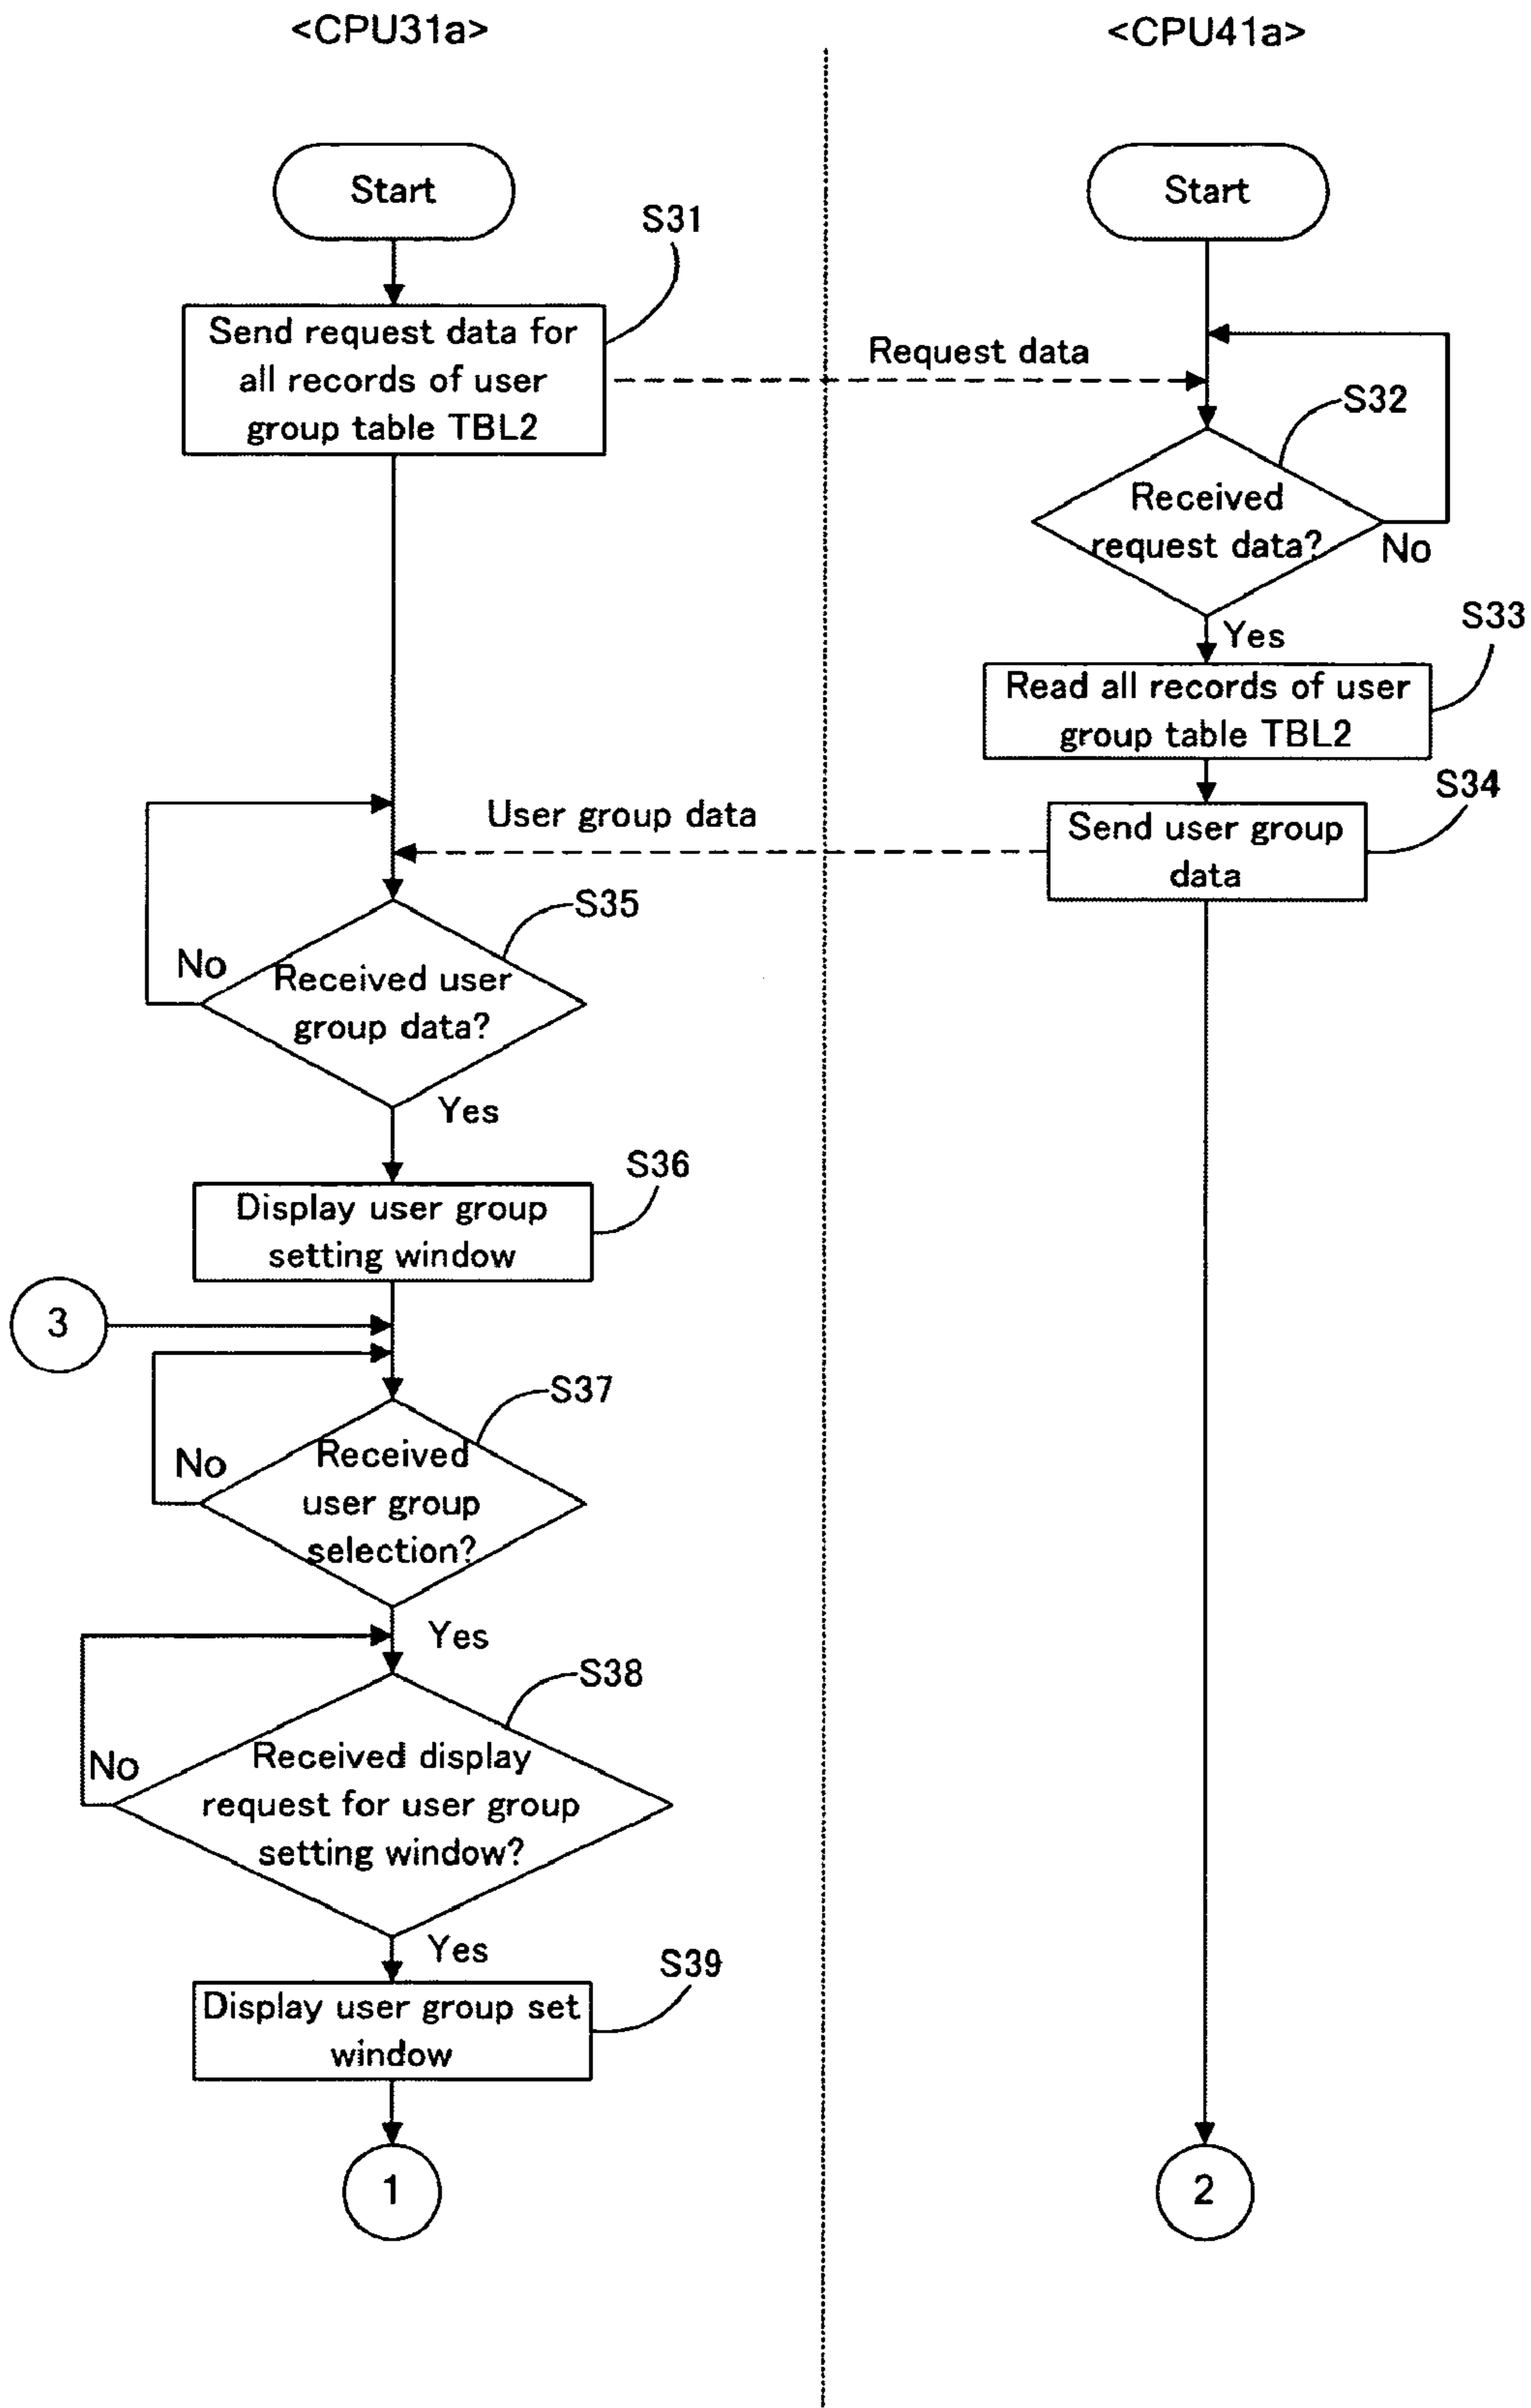 <CPU31a>
<CPU41a>
Start
Start
S31
Send request data for
all records of user
group table TBL2
Request data
S32
Received
request data?
No
Yes
S33
Read all records of user
group table TBL2
S34
Send user group
data
User group data
S35
No
Received user
group data?
Yes
S36
Display user group
setting window
3
S37
No
Received
user group
selection?
Yes
S38
No
Received display
request for user group
setting window?
Yes
S39
Display user group set
window
1
2